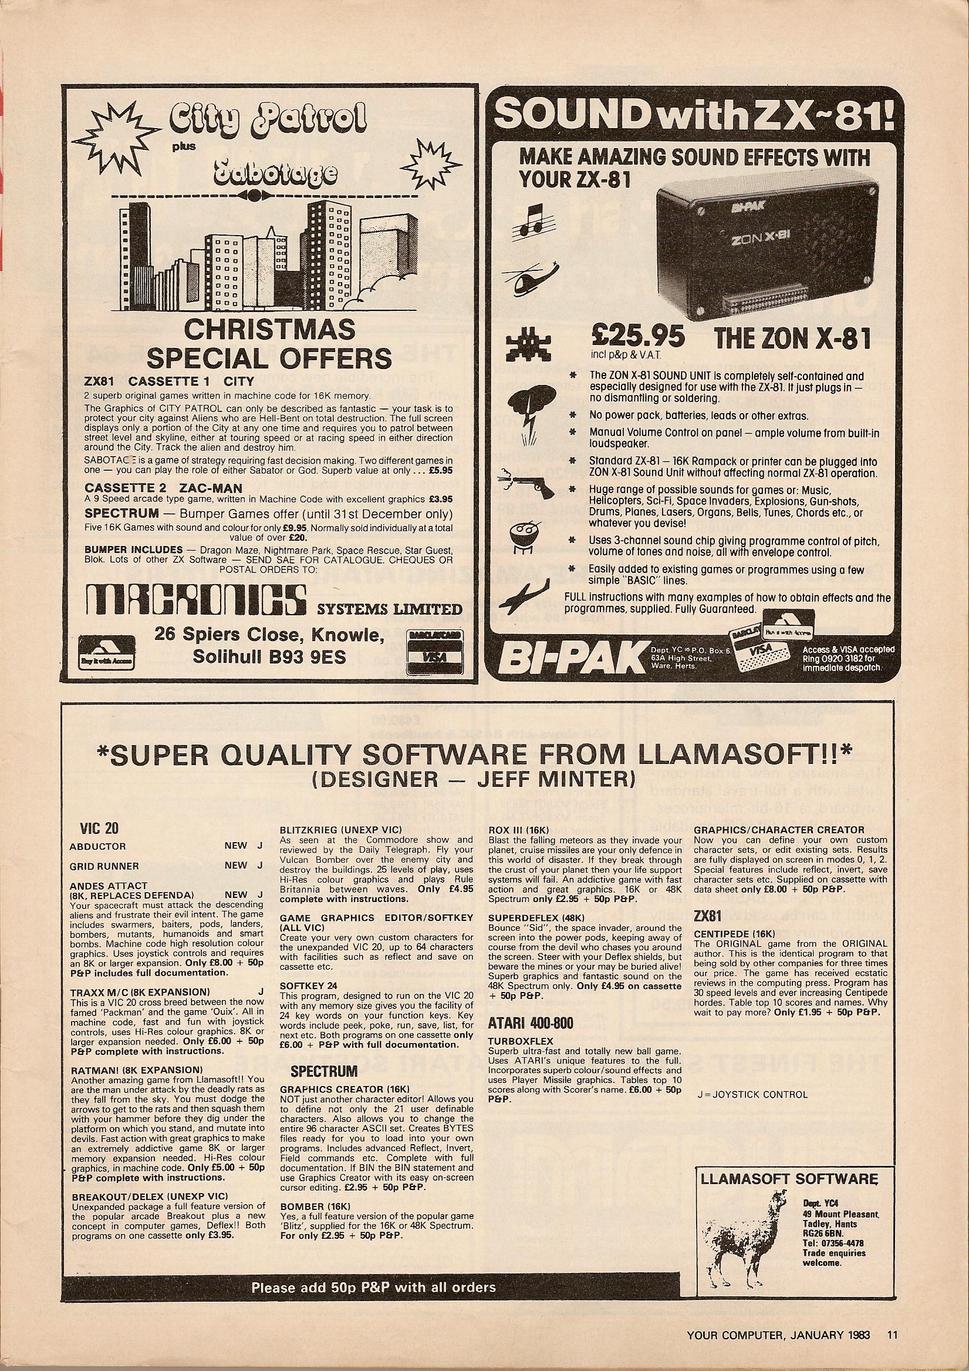 City Patrol
plus
Sabotage
CHRISTMAS
SPECIAL OFFERS
ZX81 CASSETTE 1 CITY
2 superb original games written in machine code for 16K memory.
The Graphics of CITY PATROL can only be described as fantastic — your task is to
protect your city against Aliens who are Hell-Bent on total destruction. The full screen
displays only a portion of the City at any one time and requires you to patrol between
street level and skyline, either at touring speed or at racing speed in either direction
around the City. Track the alien and destroy him.
SABOTAGE is a game of strategy requiring fast decision making. Two different games in
one — you can play the role of either Sabator or God. Superb value at only ... £5.95
CASSETTE 2 ZAC-MAN
A 9 Speed arcade type game, written in Machine Code with excellent graphics £3.95
SPECTRUM — Bumper Games offer (until 31st December only)
Five 16K Games with sound and colour for only £9.95. Normally sold individually at a total
value of over £20.
BUMPER INCLUDES — Dragon Maze, Nightmare Park, Space Rescue, Star Guest,
Blok. Lots of other ZX Software — SEND SAE FOR CATALOGUE. CHEQUES OR
POSTAL ORDERS TO:
MACRONICS SYSTEMS LIMITED
26 Spiers Close, Knowle,
Solihull B93 9ES
Buy it with Access
BARCLAYCARD
VISA
SOUND with ZX~81!
MAKE AMAZING SOUND EFFECTS WITH
YOUR ZX-81
BI-PAK
ZON X-81
£25.95 THE ZON X-81
incl p&p & V.A.T.
* The ZON X-81 SOUND UNIT is completely self-contained and
especially designed for use with the ZX-81. It just plugs in —
no dismantling or soldering.
* No power pack, batteries, leads or other extras.
* Manual Volume Control on panel — ample volume from built-in
loudspeaker.
* Standard ZX-81 — 16K Rampack or printer can be plugged into
ZON X-81 Sound Unit without affecting normal ZX-81 operation.
* Huge range of possible sounds for games or: Music,
Helicopters, Sci-Fi, Space Invaders, Explosions, Gun-shots,
Drums, Planes, Lasers, Organs, Bells, Tunes, Chords etc., or
whatever you devise!
* Uses 3-channel sound chip giving programme control of pitch,
volume of tones and noise, all with envelope control.
* Easily added to existing games or programmes using a few
simple "BASIC" lines.
FULL instructions with many examples of how to obtain effects and the
programmes, supplied. Fully Guaranteed.
BI-PAK
Dept. YC P.O. Box 6,
63A High Street,
Ware, Herts.
BARCLAYCARD
VISA
Buy it with Access
Access & VISA accepted
Ring 0920 3182 for
immediate despatch.
*SUPER QUALITY SOFTWARE FROM LLAMASOFT!!*
(DESIGNER — JEFF MINTER)
VIC 20
ABDUCTOR NEW J
GRID RUNNER NEW J
ANDES ATTACT
(8K, REPLACES DEFENDA) NEW J
Your spacecraft must attack the descending
aliens and frustrate their evil intent. The game
includes swarmers, baiters, pods, landers,
bombers, mutants, humanoids and smart
bombs. Machine code high resolution colour
graphics. Uses joystick controls and requires
an 8K or larger expansion. Only £8.00 + 50p
P&P includes full documentation.
TRAXX M/C (8K EXPANSION) J
This is a VIC 20 cross breed between the now
famed 'Packman' and the game 'Ouix'. All in
machine code, fast and fun with joystick
controls, uses Hi-Res colour graphics. 8K or
larger expansion needed. Only £6.00 + 50p
P&P complete with instructions.
RATMAN! (8K EXPANSION)
Another amazing game from Llamasoft!! You
are the man under attack by the deadly rats as
they fall from the sky. You must dodge the
arrows to get to the rats and then squash them
with your hammer before they dig under the
platform on which you stand, and mutate into
devils. Fast action with great graphics to make
an extremely addictive game 8K or larger
memory expansion needed. Hi-Res colour
graphics, in machine code. Only £5.00 + 50p
P&P complete with instructions.
BREAKOUT/DELEX (UNEXP VIC)
Unexpanded package a full feature version of
the popular arcade Breakout plus a new
concept in computer games, Deflex!! Both
programs on one cassette only £3.95.
BLITZKRIEG (UNEXP VIC)
As seen at the Commodore show and
reviewed by the Daily Telegraph. Fly your
Vulcan Bomber over the enemy city and
destroy the buildings. 25 levels of play, uses
Hi-Res colour graphics and plays Rule
Britannia between waves. Only £4.95
complete with instructions.
GAME GRAPHICS EDITOR/SOFTKEY
(ALL VIC)
Create your very own custom characters for
the unexpanded VIC 20, up to 64 characters
with facilities such as reflect and save on
cassette etc.
SOFTKEY 24
This program, designed to run on the VIC 20
with any memory size gives you the facility of
24 key words on your function keys. Key
words include peek, poke, run, save, list, for
next etc. Both programs on one cassette only
£6.00 + P&P with full documentation.
SPECTRUM
GRAPHICS CREATOR (16K)
NOT just another character editor! Allows you
to define not only the 21 user definable
characters. Also allows you to change the
entire 96 character ASCII set. Creates BYTES
files ready for you to load into your own
programs. Includes advanced Reflect, Invert,
Field commands etc. Complete with full
documentation. If BIN the BIN statement and
use Graphics Creator with its easy on-screen
cursor editing. £2.95 + 50p P&P.
BOMBER (16K)
Yes, a full feature version of the popular game
'Blitz', supplied for the 16K or 48K Spectrum.
For only £2.95 + 50p P&P.
ROX III (16K)
Blast the falling meteors as they invade your
planet, cruise missiles are your only defence in
this world of disaster. If they break through
the crust of your planet then your life support
systems will fail. An addictive game with fast
action and great graphics. 16K or 48K
Spectrum only £2.95 + 50p P&P.
SUPERDEFLEX (48K)
Bounce "Sid", the space invader, around the
screen into the power pods, keeping away of
course from the devil who chases you around
the screen. Steer with your Deflex shields, but
beware the mines or your may be buried alive!
Superb graphics and fantastic sound on the
48K Spectrum only. Only £4.95 on cassette
+ 50p P&P.
ATARI 400-800
TURBOXFLEX
Superb ultra-fast and totally new ball game.
Uses ATARI's unique features to the full.
Incorporates superb colour/sound effects and
uses Player Missile graphics. Tables top 10
scores along with Scorer's name. £6.00 + 50p
P&P.
GRAPHICS/CHARACTER CREATOR
Now you can define your own complete
character sets, or edit existing sets. Results
are fully displayed on screen in modes 0, 1, 2.
Special features include reflect, invert, save
character sets etc. Supplied on cassette with
data sheet only £8.00 + 50p P&P.
ZX81
CENTIPEDE (16K)
The ORIGINAL game from the ORIGINAL
author. This is the identical program to that
being sold by other companies for three times
our price. The game has received ecstatic
reviews in the computing press. Program has
30 speed levels and ever increasing Centipede
hordes. Table top 10 scores and names. Why
wait to pay more? Only £1.95 + 50p P&P.
J=JOYSTICK CONTROL
LLAMASOFT SOFTWARE
Dept. YC4
49 Mount Pleasant,
Tadley, Hants
RG26 6BN.
Tel: 07356-4478
Trade enquiries
welcome.
Please add 50p P&P with all orders
YOUR COMPUTER, JANUARY 1983 11